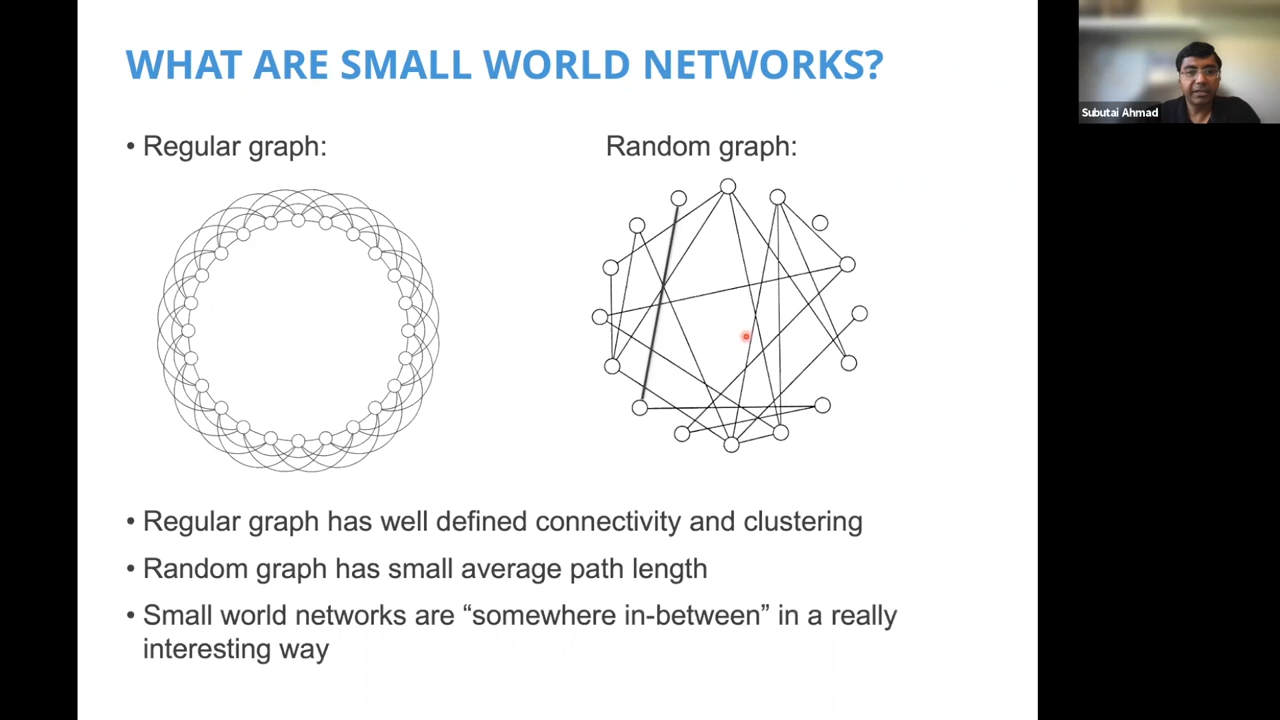 WHAT ARE SMALL WORLD NETWORKS?
• Regular graph:
Random graph:
• Regular graph has well defined connectivity and clustering
• Random graph has small average path length
• Small world networks are “somewhere in-between” in a really
interesting way
Subutai Ahmad